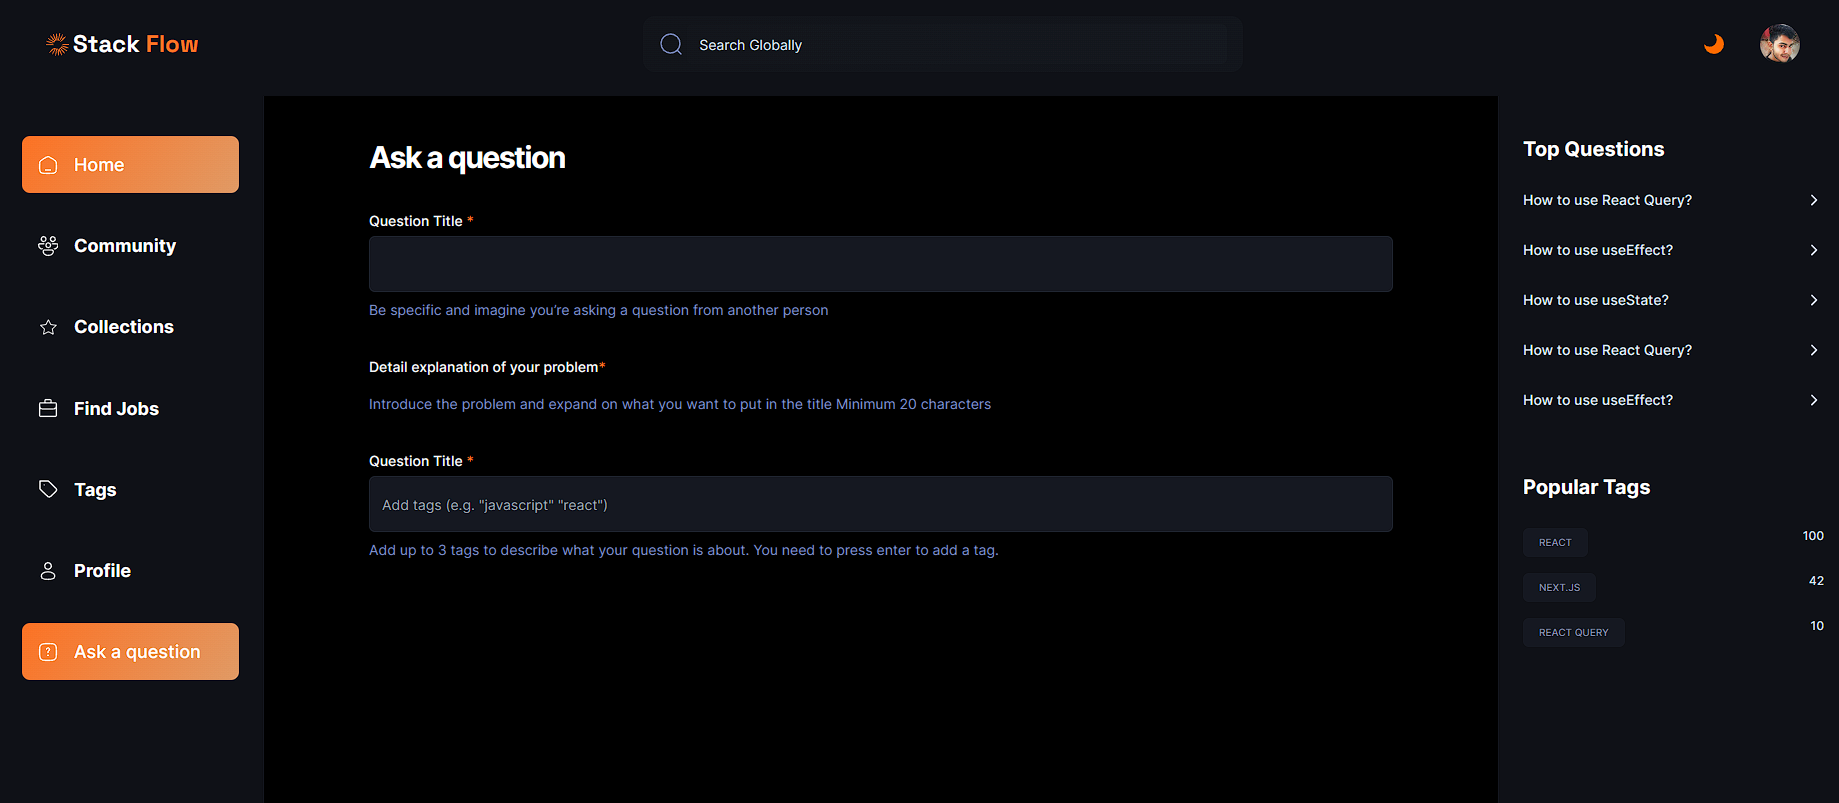 Stack Flow
Search Globally
Home
Community
Collections
Find Jobs
Tags
Profile
Ask a question
Ask a question
Question Title *
Be specific and imagine you’re asking a question from another person
Detail explanation of your problem*
Introduce the problem and expand on what you want to put in the title Minimum 20 characters
Question Title *
Add tags (e.g. "javascript" "react")
Add up to 3 tags to describe what your question is about. You need to press enter to add a tag.
Top Questions
How to use React Query?
How to use useEffect?
How to use useState?
How to use React Query?
How to use useEffect?
Popular Tags
REACT 100
NEXT.JS 42
REACT QUERY 10